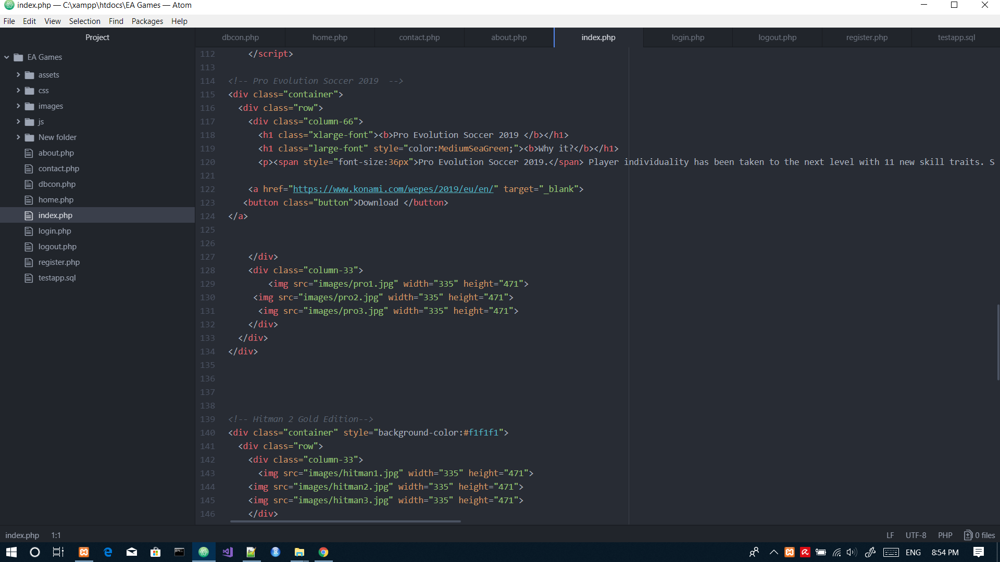 index.php — C:\xampp\htdocs\EA Games — Atom
File Edit View Selection Find Packages Help
Project
EA Games
assets
css
images
js
New folder
about.php
contact.php
dbcon.php
home.php
index.php
login.php
logout.php
register.php
testapp.sql
dbcon.php home.php contact.php about.php index.php login.php logout.php register.php testapp.sql
112 </script>
113
114 <!-- Pro Evolution Soccer 2019  -->
115 <div class="container">
116 <div class="row">
117 <div class="column-66">
118 <h1 class="xlarge-font"><b>Pro Evolution Soccer 2019 </b></h1>
119 <h1 class="large-font" style="color:MediumSeaGreen;"><b>Why it?</b></h1>
120 <p><span style="font-size:36px">Pro Evolution Soccer 2019.</span> Player individuality has been taken to the next level with 11 new skill traits. S
121
122 <a href="https://www.konami.com/wepes/2019/eu/en/" target="_blank">
123 <button class="button">Download </button>
124 </a>
125
126
127 </div>
128 <div class="column-33">
129 <img src="images/pro1.jpg" width="335" height="471">
130 <img src="images/pro2.jpg" width="335" height="471">
131 <img src="images/pro3.jpg" width="335" height="471">
132 </div>
133 </div>
134 </div>
135
136
137
138
139 <!-- Hitman 2 Gold Edition-->
140 <div class="container" style="background-color:#f1f1f1">
141 <div class="row">
142 <div class="column-33">
143 <img src="images/hitman1.jpg" width="335" height="471">
144 <img src="images/hitman2.jpg" width="335" height="471">
145 <img src="images/hitman3.jpg" width="335" height="471">
146 </div>
index.php 1:1 LF UTF-8 PHP 0 files
ENG 8:54 PM